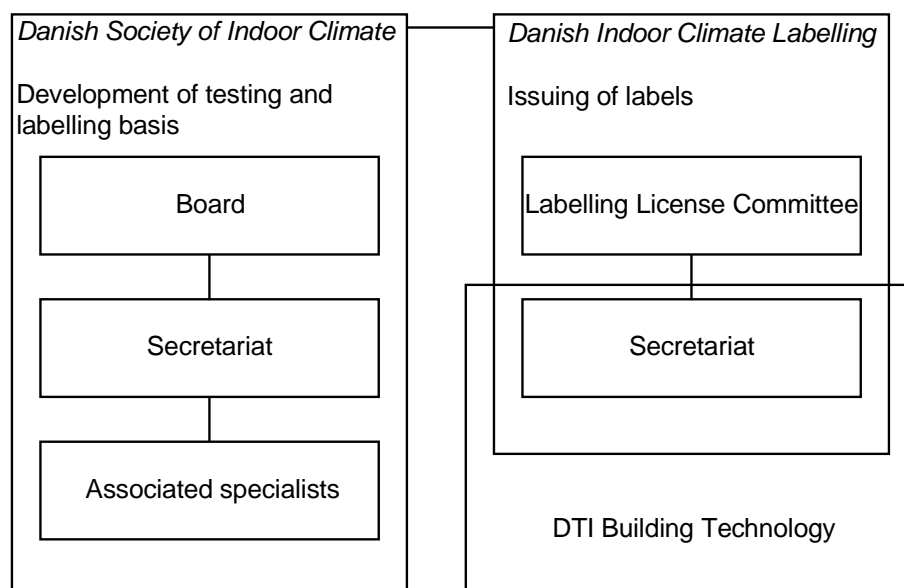 Danish Society of Indoor Climate
Development of testing and
labelling basis
Board
Secretariat
Associated specialists
Danish Indoor Climate Labelling
Issuing of labels
Labelling License Committee
Secretariat
DTI Building Technology